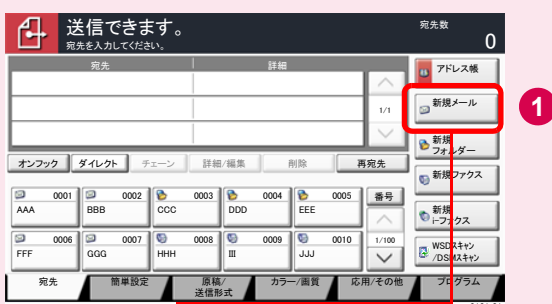 送信できます。
宛先を入力してください。
宛先数
0
宛先
詳細
1/1
アドレス帳
新規メール
1
新規
フォルダー
新規ファクス
新規
i-ファクス
WSDスキャン
/DSMスキャン
オンフック
ダイレクト
チェーン
詳細/編集
削除
再宛先
0001
AAA
0002
BBB
0003
CCC
0004
DDD
0005
EEE
番号
0006
FFF
0007
GGG
0008
HHH
0009
III
0010
JJJ
1/100
宛先
簡単設定
原稿/
送信形式
カラー/画質
応用/その他
プログラム